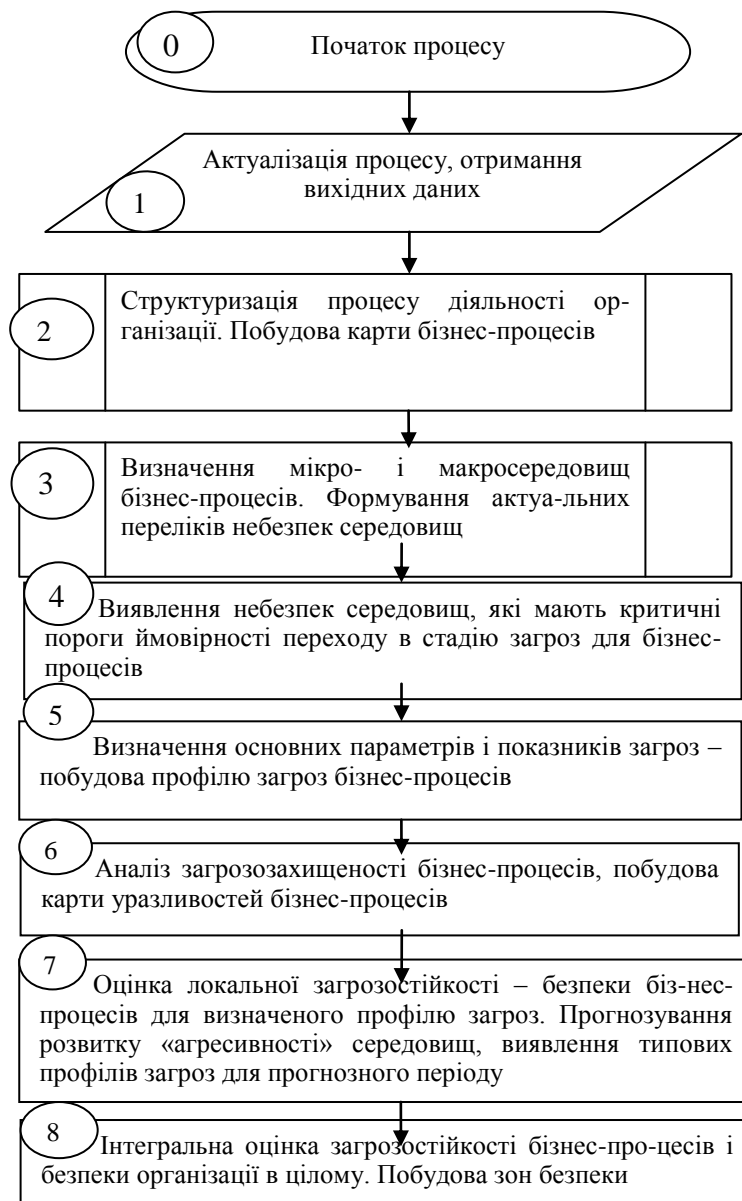 0
Початок процесу
Актуалізація процесу, отримання
вихідних даних
1
Структуризація процесу діяльності ор-
ганізації. Побудова карти бізнес-процесів
2
Визначення мікро- і макросередовищ
бізнес-процесів. Формування актуа-льних
переліків небезпек середовищ
3
4
Виявлення небезпек середовищ, які мають критичні
пороги ймовірності переходу в стадію загроз для бізнес-
процесів
5
Визначення основних параметрів і показників загроз –
побудова профілю загроз бізнес-процесів
6
Аналіз загрозозахищеності бізнес-процесів, побудова
карти уразливостей бізнес-процесів
7
Оцінка локальної загрозостійкості – безпеки біз-нес-
процесів для визначеного профілю загроз. Прогнозування
розвитку «агресивності» середовищ, виявлення типових
профілів загроз для прогнозного періоду
8
Інтегральна оцінка загрозостійкості бізнес-про-цесів і
безпеки організації в цілому. Побудова зон безпеки